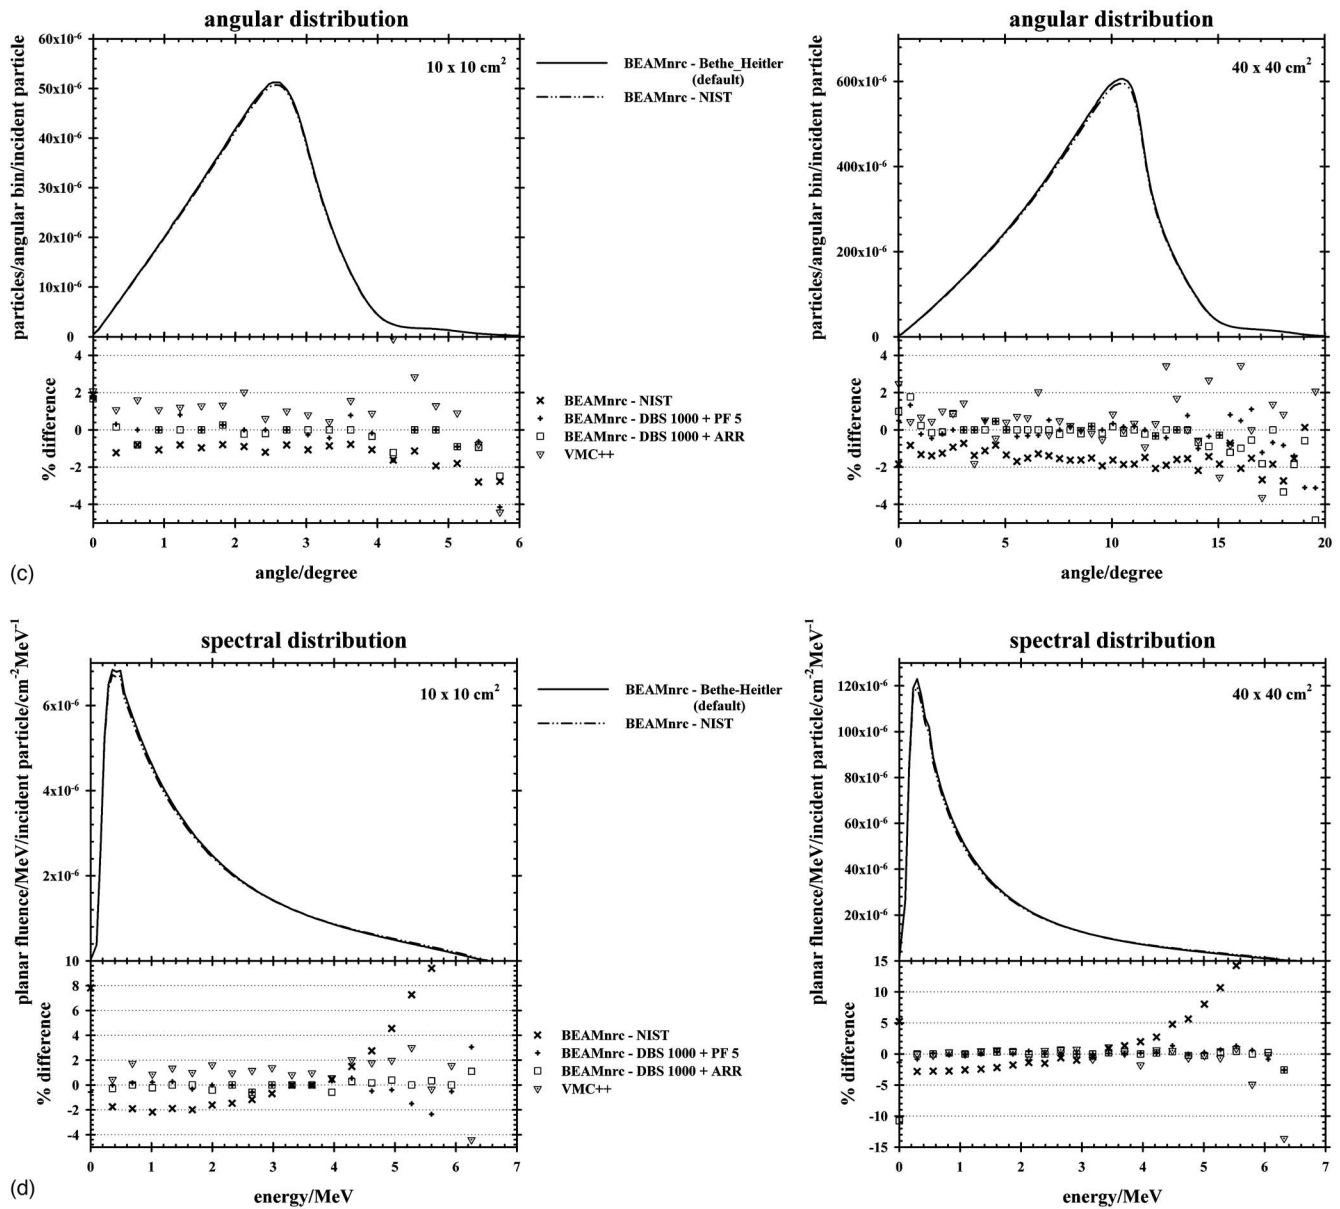 angular distribution
10 x 10 cm²
particles/angular bin/incident particle
60x10⁻⁶
50x10⁻⁶
40x10⁻⁶
30x10⁻⁶
20x10⁻⁶
10x10⁻⁶
0
BEAMnrc - Bethe_Heitler
(default)
BEAMnrc - NIST
% difference
4
2
0
-2
-4
0 1 2 3 4 5 6
angle/degree
BEAMnrc - NIST
BEAMnrc - DBS 1000 + PF 5
BEAMnrc - DBS 1000 + ARR
VMC++
angular distribution
40 x 40 cm²
particles/angular bin/incident particle
600x10⁻⁶
400x10⁻⁶
200x10⁻⁶
0
% difference
4
2
0
-2
-4
0 5 10 15 20
angle/degree
(c)
spectral distribution
10 x 10 cm²
planar fluence/MeV/incident particle/cm⁻²MeV⁻¹
6x10⁻⁶
4x10⁻⁶
2x10⁻⁶
BEAMnrc - Bethe-Heitler
(default)
BEAMnrc - NIST
% difference
10
8
6
4
2
0
-2
-4
0 1 2 3 4 5 6 7
energy/MeV
BEAMnrc - NIST
BEAMnrc - DBS 1000 + PF 5
BEAMnrc - DBS 1000 + ARR
VMC++
spectral distribution
40 x 40 cm²
planar fluence/MeV/incident particle/cm⁻²MeV⁻¹
120x10⁻⁶
100x10⁻⁶
80x10⁻⁶
60x10⁻⁶
40x10⁻⁶
20x10⁻⁶
% difference
15
10
5
0
-5
-10
-15
0 1 2 3 4 5 6 7
energy/MeV
(d)